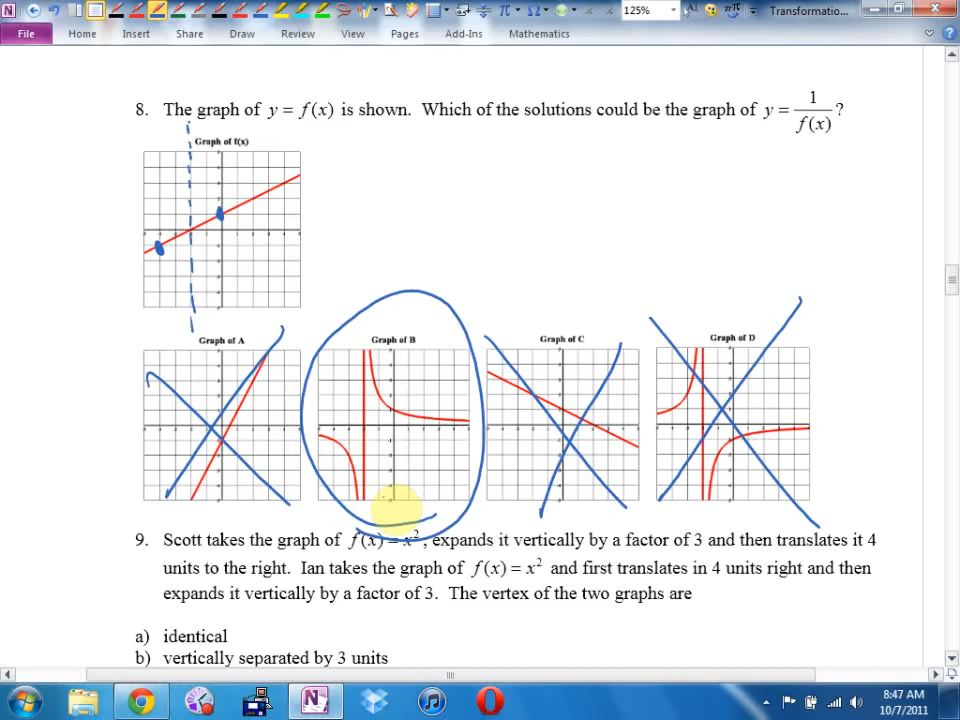 125% Transformatio...
File Home Insert Share Draw Review View Pages Add-Ins Mathematics
8. The graph of y = f(x) is shown. Which of the solutions could be the graph of y = 1/f(x) ?
Graph of f(x)
Graph of A Graph of B Graph of C Graph of D
9. Scott takes the graph of f(x) = x², expands it vertically by a factor of 3 and then translates it 4
units to the right. Ian takes the graph of f(x) = x² and first translates in 4 units right and then
expands it vertically by a factor of 3. The vertex of the two graphs are
a) identical
b) vertically separated by 3 units
8:47 AM
10/7/2011